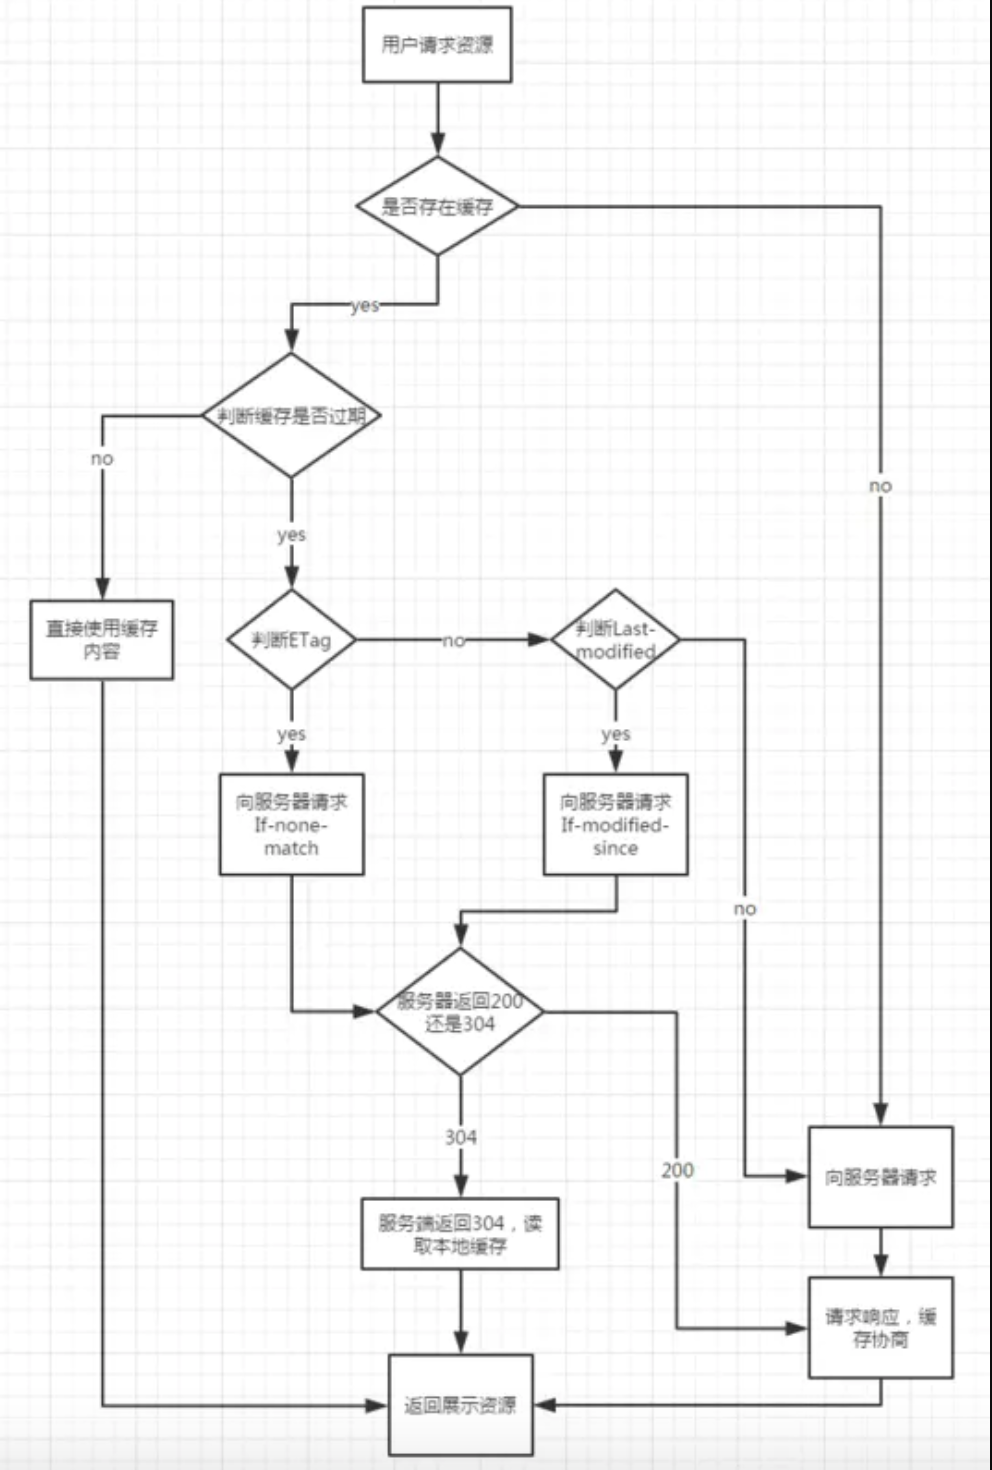 用户请求资源
是否存在缓存
yes
判断缓存是否过期
no
no
yes
直接使用缓存
内容
判断ETag
no
判断Last-
modified
yes
yes
向服务器请求
If-none-
match
向服务器请求
If-modified-
since
no
服务器返回200
还是304
304
200
向服务器请求
服务端返回304，读
取本地缓存
请求响应，缓
存协商
返回展示资源